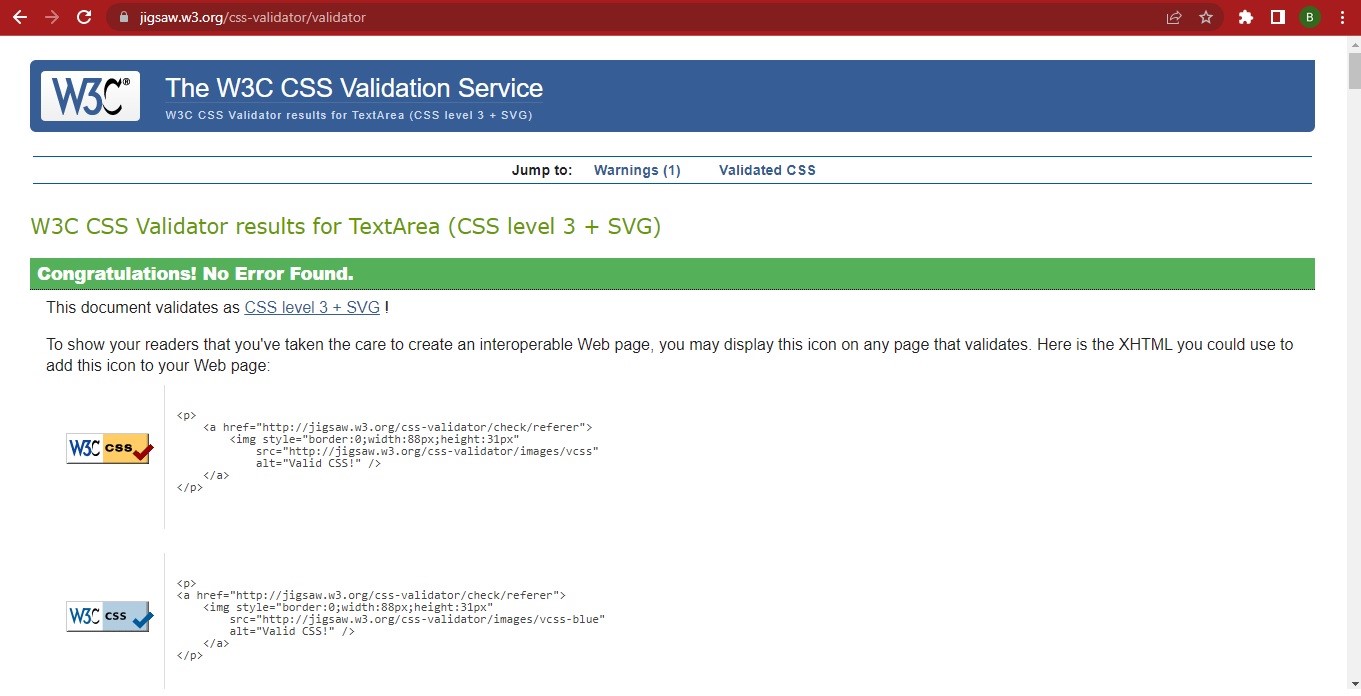 jigsaw.w3.org/css-validator/validator
B
W3C®
The W3C CSS Validation Service
W3C CSS Validator results for TextArea (CSS level 3 + SVG)
Jump to: Warnings (1) Validated CSS
W3C CSS Validator results for TextArea (CSS level 3 + SVG)
Congratulations! No Error Found.
This document validates as CSS level 3 + SVG !
To show your readers that you've taken the care to create an interoperable Web page, you may display this icon on any page that validates. Here is the XHTML you could use to
add this icon to your Web page:
W3C css
<p>
    <a href="http://jigsaw.w3.org/css-validator/check/referer">
        <img style="border:0;width:88px;height:31px"
            src="http://jigsaw.w3.org/css-validator/images/vcss"
            alt="Valid CSS!" />
    </a>
</p>
W3C css
<p>
<a href="http://jigsaw.w3.org/css-validator/check/referer">
    <img style="border:0;width:88px;height:31px"
        src="http://jigsaw.w3.org/css-validator/images/vcss-blue"
        alt="Valid CSS!" />
    </a>
</p>